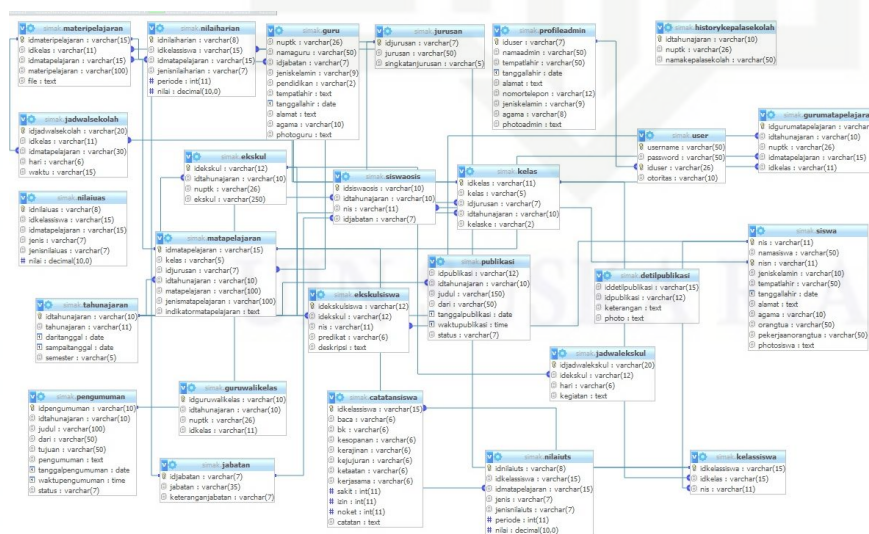 simak.materipelajaran
idmateripelajaran : varchar(15)
idkelas : varchar(11)
idmatapelajaran : varchar(15)
materipelajaran : varchar(100)
file : text
simak.nilaiharian
idnilaiharian : varchar(8)
idkelassiswa : varchar(15)
idmatapelajaran : varchar(15)
jenisnilaiharian : varchar(7)
# periode : int(11)
# nilai : decimal(10,0)
simak.guru
nuptk : varchar(26)
namaguru : varchar(50)
idjabatan : varchar(7)
jeniskelamin : varchar(9)
pendidikan : varchar(2)
tempatlahir : varchar(50)
tanggallahir : date
alamat : text
agama : varchar(10)
photoguru : text
simak.jurusan
idjurusan : varchar(7)
jurusan : varchar(50)
singkatanjurusan : varchar(5)
simak.profileadmin
iduser : varchar(7)
namaadmin : varchar(50)
tempatlahir : varchar(50)
tanggallahir : date
alamat : text
nomortelepon : varchar(12)
jeniskelamin : varchar(9)
agama : varchar(8)
photoadmin : text
simak.historykepalasekolah
idtahunajaran : varchar(10)
nuptk : varchar(26)
namakepalasekolah : varchar(50)
simak.jadwalsekolah
idjadwalsekolah : varchar(20)
idkelas : varchar(11)
idmatapelajaran : varchar(30)
hari : varchar(6)
waktu : varchar(15)
simak.user
username : varchar(50)
password : varchar(50)
iduser : varchar(26)
otoritas : varchar(10)
simak.gurumatapelajaran
idgurumatapelajaran : varchar(
idtahunajaran : varchar(10)
nuptk : varchar(26)
idmatapelajaran : varchar(15)
idkelas : varchar(11)
simak.ekskul
idekskul : varchar(12)
idtahunajaran : varchar(10)
nuptk : varchar(26)
ekskul : varchar(250)
simak.siswaosis
idsiswaosis : varchar(10)
idtahunajaran : varchar(10)
nis : varchar(11)
idjabatan : varchar(7)
simak.kelas
idkelas : varchar(11)
kelas : varchar(5)
idjurusan : varchar(7)
idtahunajaran : varchar(10)
kelaske : varchar(2)
simak.nilaiuas
idnilaiuas : varchar(8)
idkelassiswa : varchar(15)
idmatapelajaran : varchar(15)
jenis : varchar(7)
jenisnilaiuas : varchar(7)
# nilai : decimal(10,0)
simak.matapelajaran
idmatapelajaran : varchar(15)
kelas : varchar(5)
idjurusan : varchar(7)
idtahunajaran : varchar(10)
matapelajaran : varchar(100)
jenismatapelajaran : varchar(100)
indikatormatapelajaran : text
simak.siswa
nis : varchar(11)
namasiswa : varchar(50)
nisn : varchar(11)
jeniskelamin : varchar(10)
tempatlahir : varchar(50)
tanggallahir : date
alamat : text
agama : varchar(10)
orangtua : varchar(50)
pekerjaanorangtua : varchar(50)
photosiswa : text
simak.publikasi
idpublikasi : varchar(12)
idtahunajaran : varchar(10)
judul : varchar(150)
dari : varchar(50)
tanggalpublikasi : date
waktupublikasi : time
status : varchar(7)
simak.detilpublikasi
iddetilpublikasi : varchar(15)
idpublikasi : varchar(12)
keterangan : text
photo : text
simak.tahunajaran
idtahunajaran : varchar(10)
tahunajaran : varchar(11)
daritanggal : date
sampaitanggal : date
semester : varchar(5)
simak.ekskulsiswa
idekskulsiswa : varchar(12)
idekskul : varchar(12)
nis : varchar(11)
predikat : varchar(6)
deskripsi : text
simak.jadwalekskul
idjadwalekskul : varchar(20)
idekskul : varchar(12)
hari : varchar(6)
kegiatan : text
simak.pengumuman
idpengumuman : varchar(10)
idtahunajaran : varchar(10)
judul : varchar(100)
dari : varchar(50)
tujuan : varchar(50)
pengumuman : text
tanggalpengumuman : date
waktupengumuman : time
status : varchar(7)
simak.guruwalikelas
idguruwalikelas : varchar(10)
idtahunajaran : varchar(10)
nuptk : varchar(26)
idkelas : varchar(11)
simak.catatansiswa
idkelassiswa : varchar(15)
baca : varchar(6)
bk : varchar(6)
kesopanan : varchar(6)
kerajinan : varchar(6)
kejujuran : varchar(6)
ketaatan : varchar(6)
kerjasama : varchar(6)
# sakit : int(11)
# izin : int(11)
# noket : int(11)
catatan : text
simak.jabatan
idjabatan : varchar(7)
jabatan : varchar(35)
keteranganjabatan : varchar(7)
simak.nilaiuts
idnilaiuts : varchar(8)
idkelassiswa : varchar(15)
idmatapelajaran : varchar(15)
jenis : varchar(7)
jenisnilaiuts : varchar(7)
# periode : int(11)
# nilai : decimal(10,0)
simak.kelassiswa
idkelassiswa : varchar(15)
idkelas : varchar(15)
nis : varchar(11)